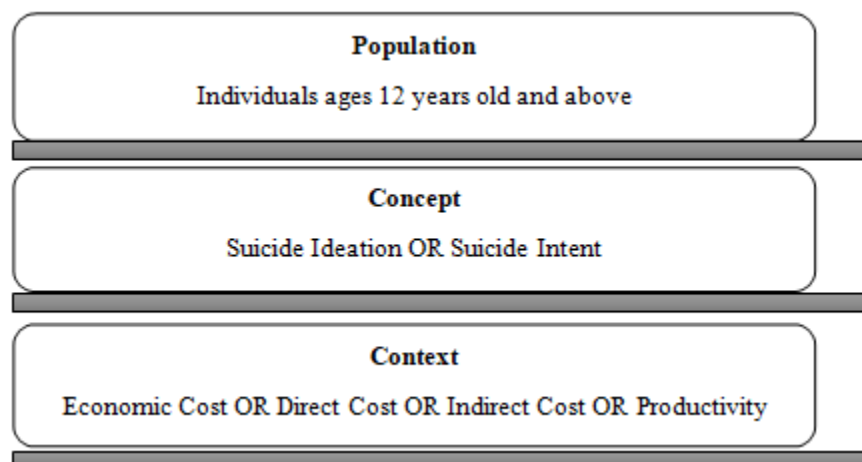 Population
Individuals ages 12 years old and above
Concept
Suicide Ideation OR Suicide Intent
Context
Economic Cost OR Direct Cost OR Indirect Cost OR Productivity